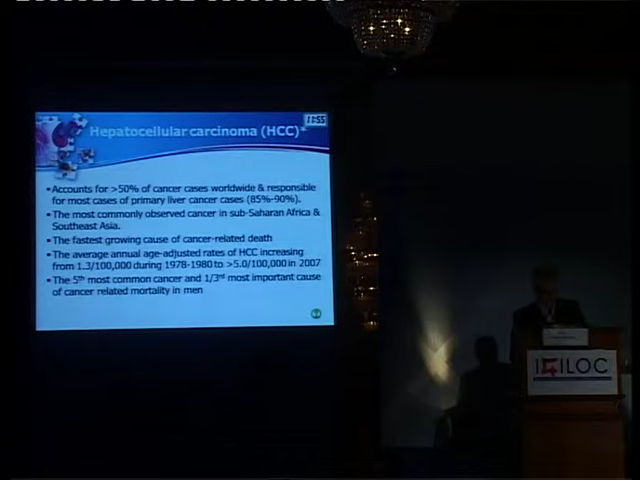 11:55
Hepatocellular carcinoma (HCC)*
•Accounts for >50% of cancer cases worldwide & responsible
for most cases of primary liver cancer cases (85%-90%).
•The most commonly observed cancer in sub-Saharan Africa &
Southeast Asia.
•The fastest growing cause of cancer-related death
•The average annual age-adjusted rates of HCC increasing
from 1.3/100,000 during 1978-1980 to >5.0/100,000 in 2007
•The 5th most common cancer and 1/3rd most important cause
of cancer related mortality in men